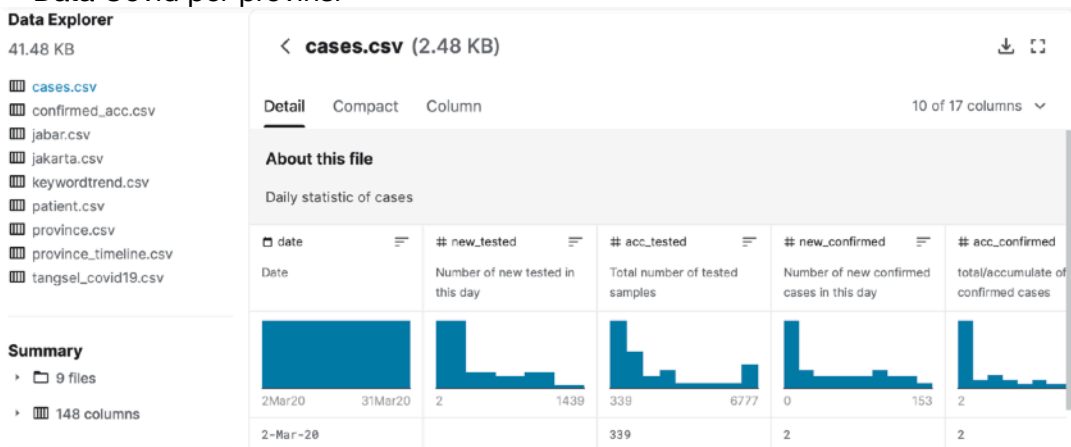 Data Covid per provinsi
Data Explorer
41.48 KB
cases.csv
confirmed_acc.csv
jabar.csv
jakarta.csv
keywordtrend.csv
patient.csv
province.csv
province_timeline.csv
tangsel_covid19.csv
Summary
9 files
148 columns
< cases.csv (2.48 KB)
Detail Compact Column 10 of 17 columns
About this file
Daily statistic of cases
date # new_tested # acc_tested # new_confirmed # acc_confirmed
Date Number of new tested in Total number of tested Number of new confirmed total/accumulate of
this day samples cases in this day confirmed cases
2Mar20 31Mar20 2 1439 339 6777 0 153 2
2-Mar-20 339 2 2